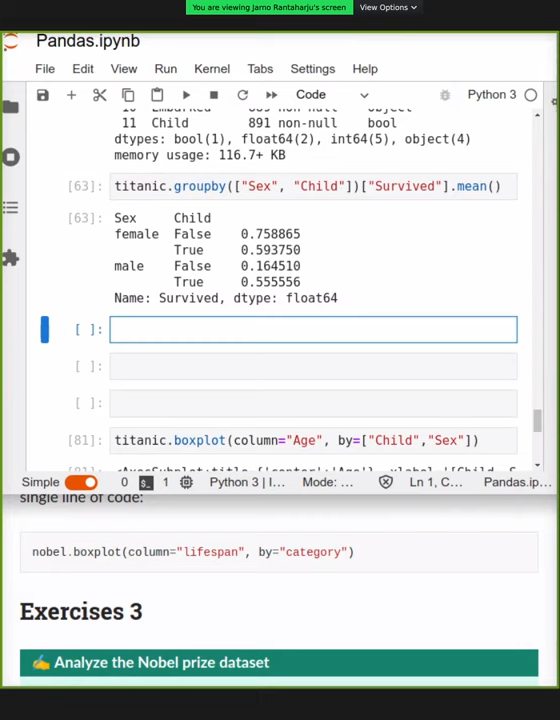 You are viewing Jarno Rantaharju's screen
View Options
Pandas.ipynb
File Edit View Run Kernel Tabs Settings Help
Code
Python 3
11 Child 891 non-null bool
dtypes: bool(1), float64(2), int64(5), object(4)
memory usage: 116.7+ KB
[63]: titanic.groupby(["Sex", "Child"])["Survived"].mean()
[63]: Sex Child
female False 0.758865
True 0.593750
male False 0.164510
True 0.555556
Name: Survived, dtype: float64
[ ]:
[ ]:
[ ]:
[81]: titanic.boxplot(column="Age", by=["Child","Sex"])
Simple 0 $_ 1 Python 3 | I... Mode: ... Ln 1, C... Pandas.ip...
single line of code:
nobel.boxplot(column="lifespan", by="category")
Exercises 3
✍ Analyze the Nobel prize dataset